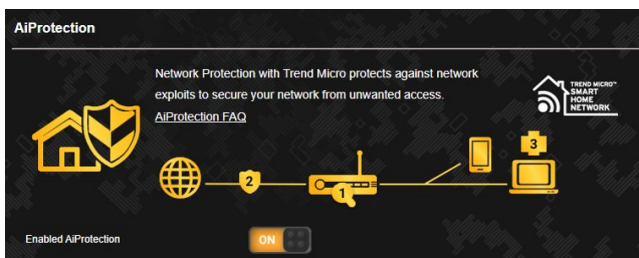 AiProtection
Network Protection with Trend Micro protects against network
exploits to secure your network from unwanted access.
AiProtection FAQ
TREND MICRO™
SMART
HOME
NETWORK
2
1
3
Enabled AiProtection
ON